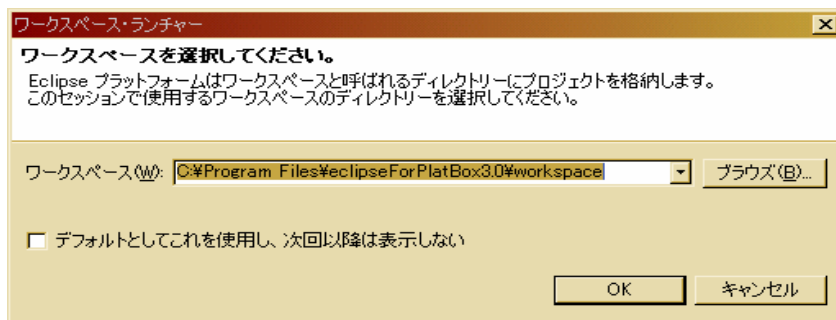 ワークスペース・ランチャー
ワークスペースを選択してください。
Eclipse プラットフォームはワークスペースと呼ばれるディレクトリーにプロジェクトを格納します。
このセッションで使用するワークスペースのディレクトリーを選択してください。
ワークスペース(W): C:¥Program Files¥eclipseForPlatBox3.0¥workspace ブラウズ(B)...
デフォルトとしてこれを使用し、次回以降は表示しない
OK キャンセル